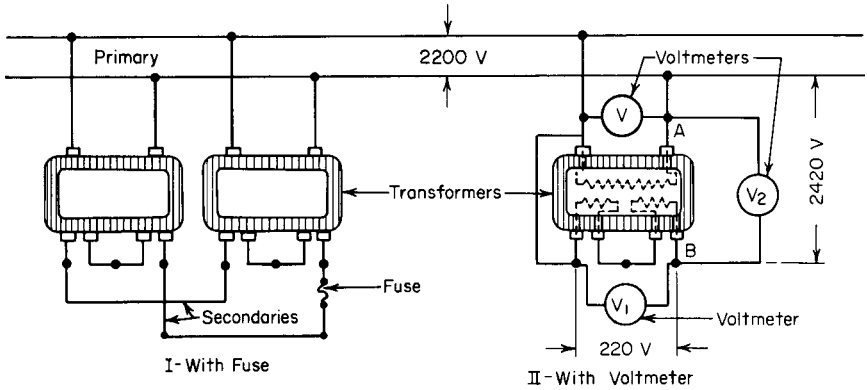 Primary
2200 V
Voltmeters
V
A
2420 V
Transformers
V2
B
Fuse
Secondaries
V1
Voltmeter
220 V
I-With Fuse
II-With Voltmeter